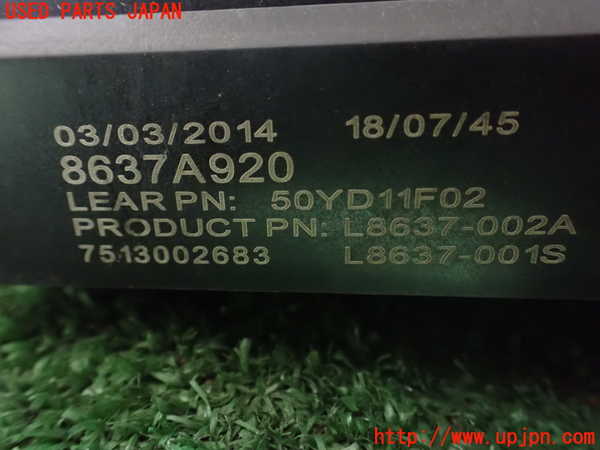 USED PARTS JAPAN
03/03/2014 18/07/45
8637A920
LEAR PN: 50YD11F02
PRODUCT PN: L8637-002A
7513002683 L8637-001S
http://www.upjpn.com/